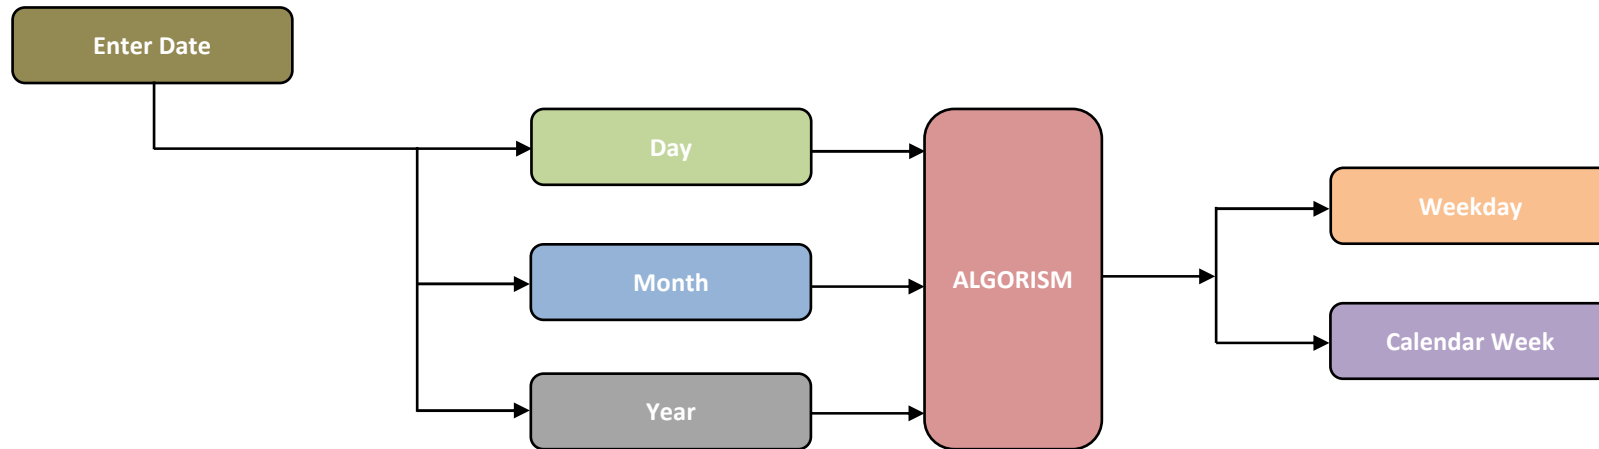 Enter Date
Day
Month
Year
ALGORISM
Weekday
Calendar Week